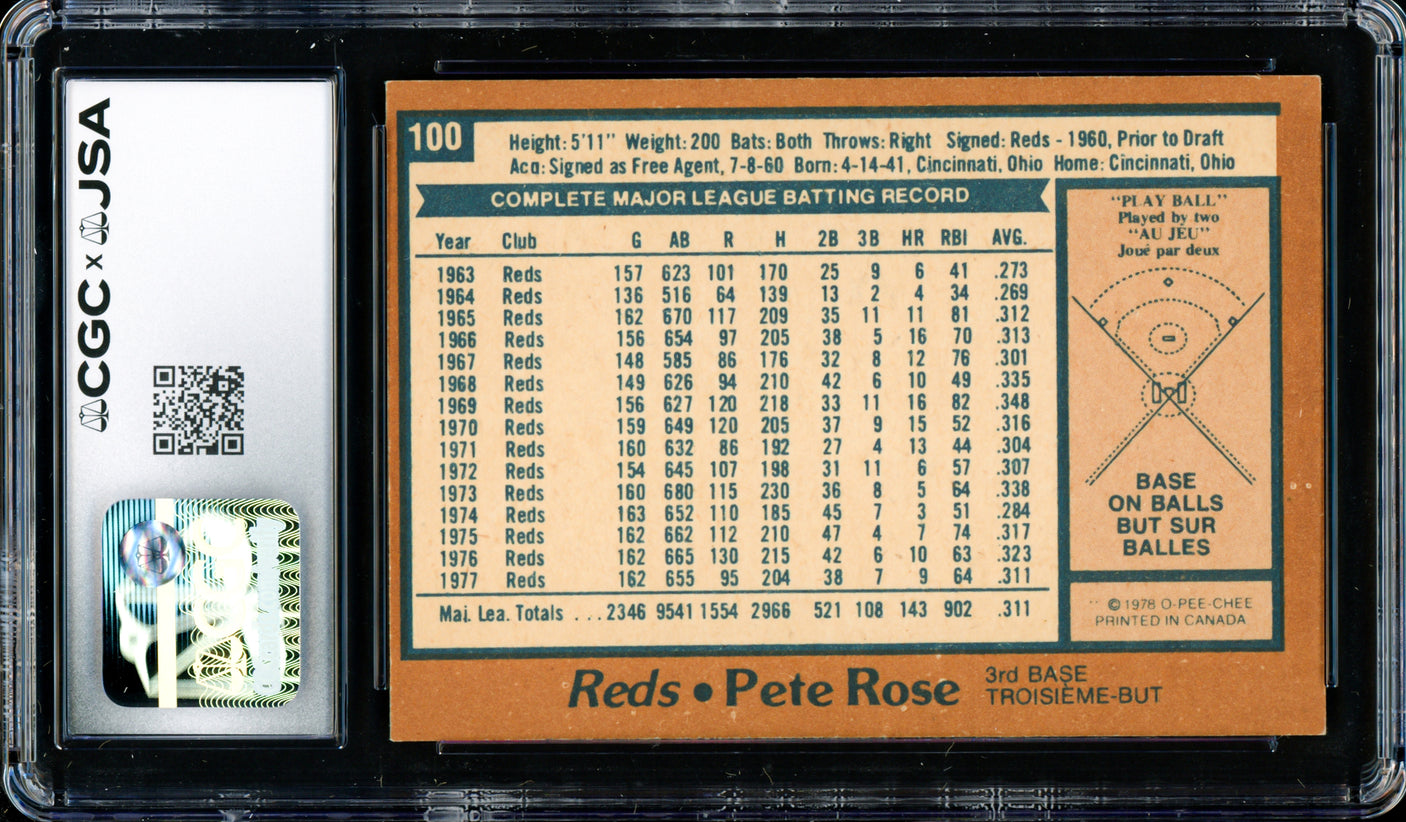 CGC x JSA
100
Height: 5'11" Weight: 200 Bats: Both Throws: Right Signed: Reds - 1960, Prior to Draft
Acq: Signed as Free Agent, 7-8-60 Born: 4-14-41, Cincinnati, Ohio Home: Cincinnati, Ohio
COMPLETE MAJOR LEAGUE BATTING RECORD
Year Club G AB R H 2B 3B HR RBI AVG.
1963 Reds 157 623 101 170 25 9 6 41 .273
1964 Reds 136 516 64 139 13 2 4 34 .269
1965 Reds 162 670 117 209 35 11 11 81 .312
1966 Reds 156 654 97 205 38 5 16 70 .313
1967 Reds 148 585 86 176 32 8 12 76 .301
1968 Reds 149 626 94 210 42 6 10 49 .335
1969 Reds 156 627 120 218 33 11 16 82 .348
1970 Reds 159 649 120 205 37 9 15 52 .316
1971 Reds 160 632 86 192 27 4 13 44 .304
1972 Reds 154 645 107 198 31 11 6 57 .307
1973 Reds 160 680 115 230 36 8 5 64 .338
1974 Reds 163 652 110 185 45 7 3 51 .284
1975 Reds 162 662 112 210 47 4 7 74 .317
1976 Reds 162 665 130 215 42 6 10 63 .323
1977 Reds 162 655 95 204 38 7 9 64 .311
Maj. Lea. Totals ... 2346 9541 1554 2966 521 108 143 902 .311
"PLAY BALL"
Played by two
"AU JEU"
Joué par deux
BASE
ON BALLS
BUT SUR
BALLES
© 1978 O-PEE-CHEE
PRINTED IN CANADA
Reds • Pete Rose
3rd BASE
TROISIÈME-BUT